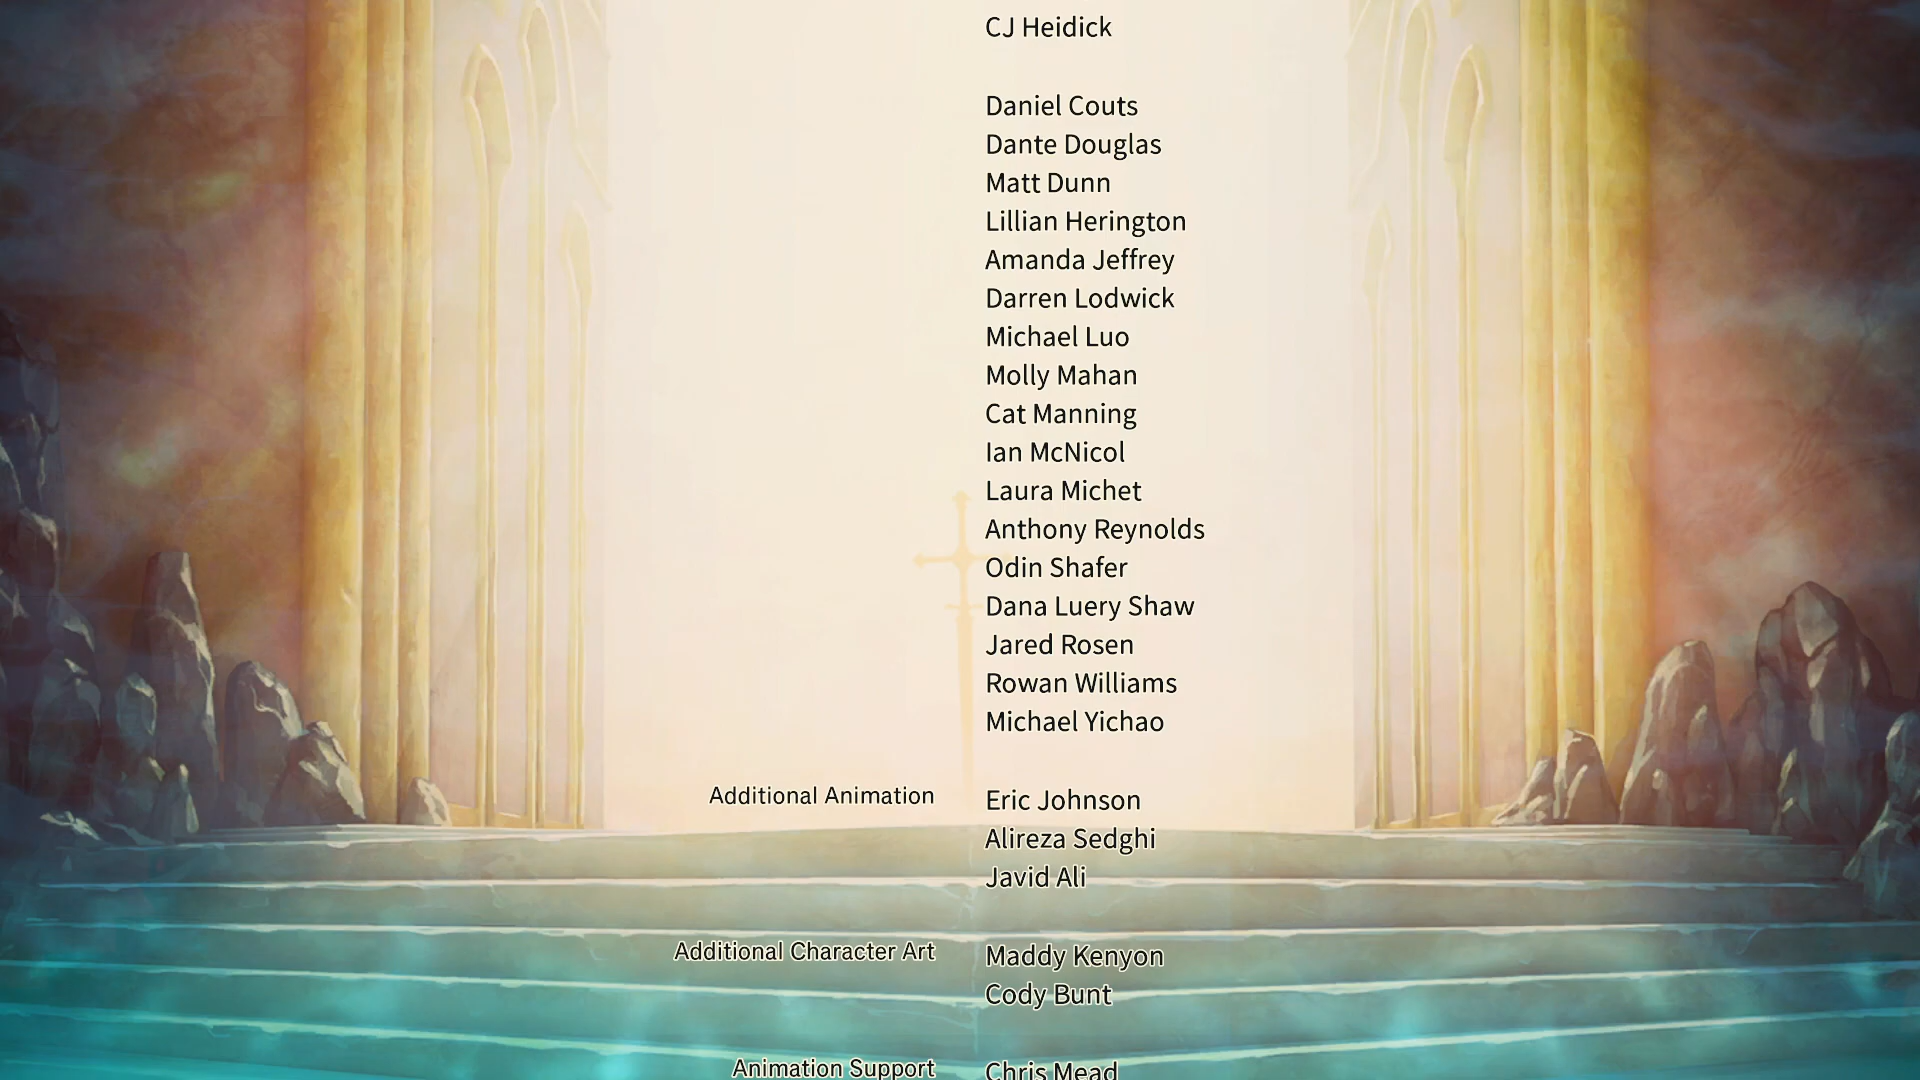 CJ Heidick
Daniel Couts
Dante Douglas
Matt Dunn
Lillian Herington
Amanda Jeffrey
Darren Lodwick
Michael Luo
Molly Mahan
Cat Manning
Ian McNicol
Laura Michet
Anthony Reynolds
Odin Shafer
Dana Luery Shaw
Jared Rosen
Rowan Williams
Michael Yichao
Additional Animation Eric Johnson
Alireza Sedghi
Javid Ali
Additional Character Art Maddy Kenyon
Cody Bunt
Animation Support Chris Mead